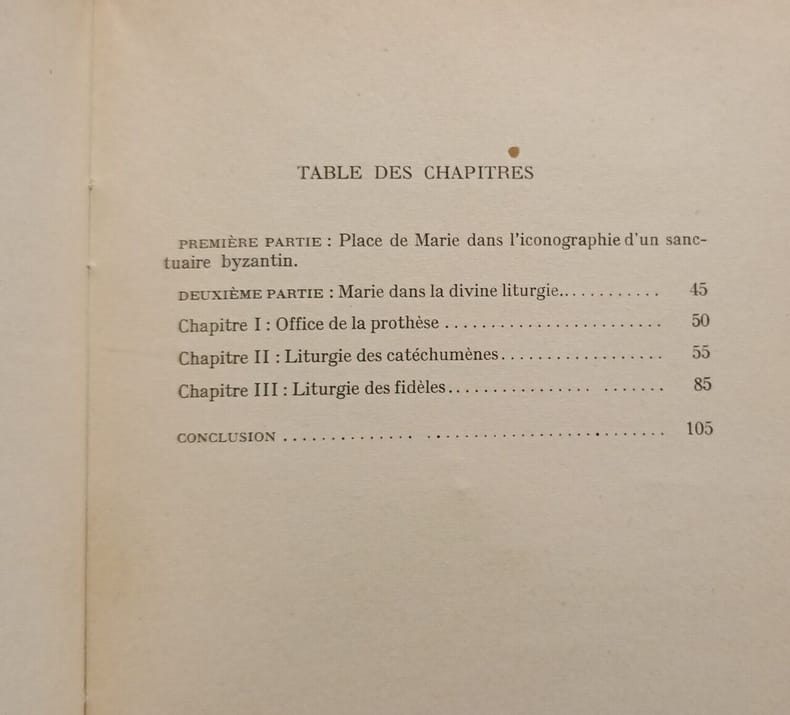 TABLE DES CHAPITRES
PREMIÈRE PARTIE : Place de Marie dans l'iconographie d'un sanc-
tuaire byzantin.
DEUXIÈME PARTIE : Marie dans la divine liturgie............. 45
Chapitre I : Office de la prothèse ....................... 50
Chapitre II : Liturgie des catéchumènes................. 55
Chapitre III : Liturgie des fidèles............... ....... 85
CONCLUSION .............. ......................... 105